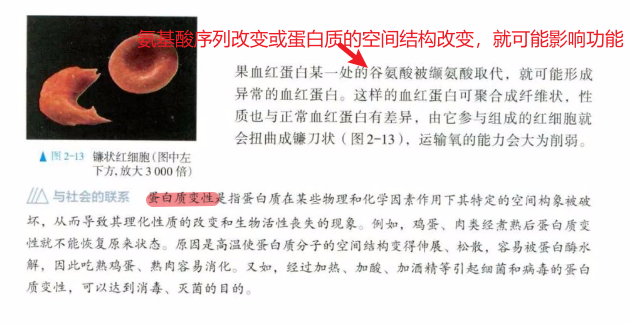 氨基酸序列改变或蛋白质的空间结构改变，就可能影响功能
果血红蛋白某一处的谷氨酸被缬氨酸取代，就可能形成
异常的血红蛋白。这样的血红蛋白可聚合成纤维状，性
质也与正常血红蛋白有差异，由它参与组成的红细胞就
会扭曲成镰刀状（图2-13），运输氧的能力会大为削弱。
▲ 图2-13 镰状红细胞（图中左
下方，放大3 000倍）
与社会的联系 蛋白质变性是指蛋白质在某些物理和化学因素作用下其特定的空间构象被破
坏，从而导致其理化性质的改变和生物活性丧失的现象。例如，鸡蛋、肉类经煮熟后蛋白质变
性就不能恢复原来状态。原因是高温使蛋白质分子的空间结构变得伸展、松散，容易被蛋白酶水
解，因此吃熟鸡蛋、熟肉容易消化。又如，经过加热、加酸、加酒精等引起细菌和病毒的蛋白
质变性，可以达到消毒、灭菌的目的。